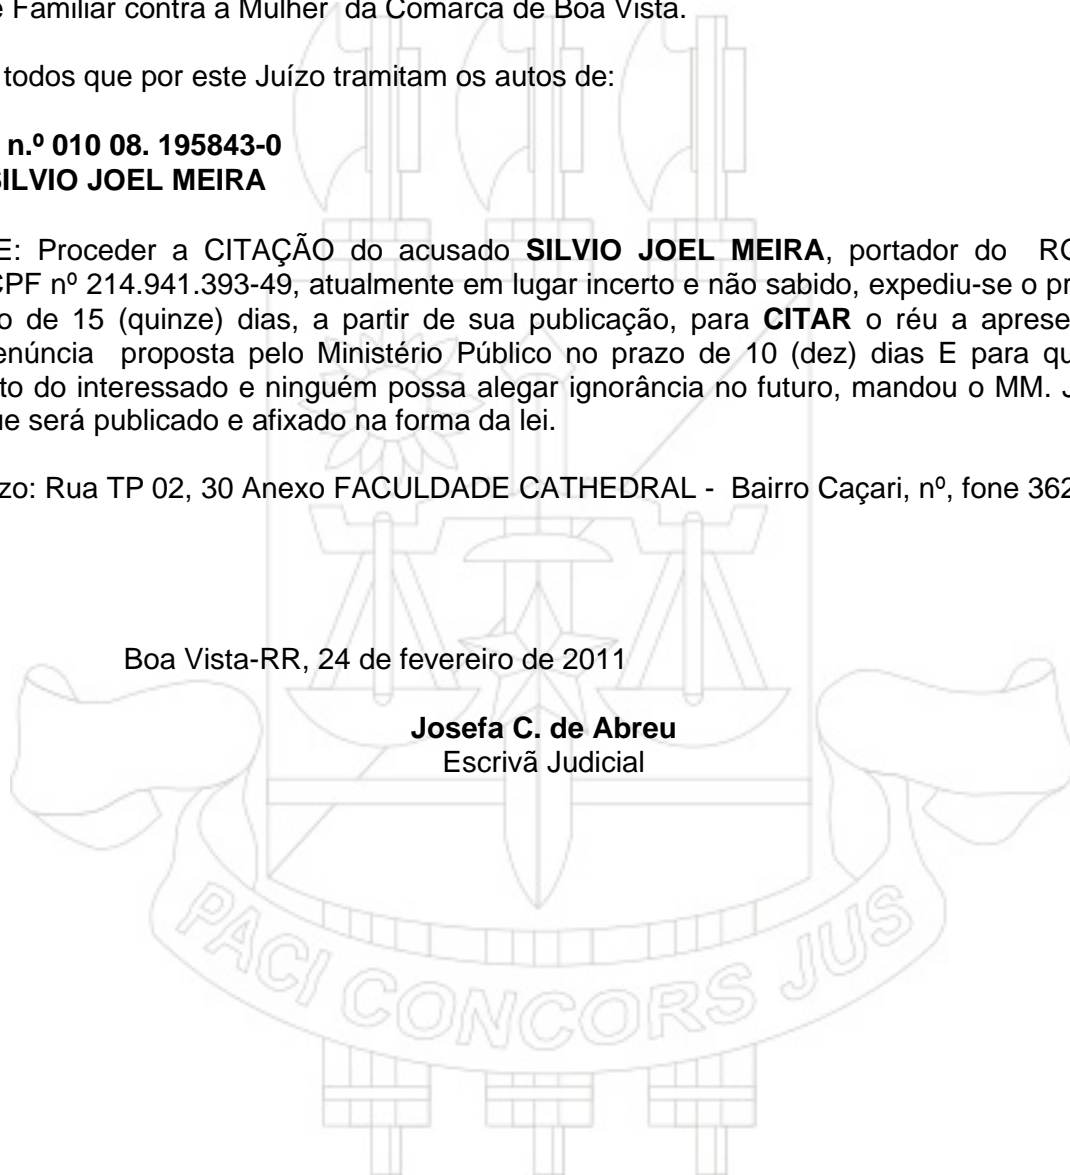 e Familiar contra a Mulher da Comarca de Boa Vista.
todos que por este Juízo tramitam os autos de:
n.º 010 08. 195843-0
SILVIO JOEL MEIRA
E: Proceder a CITAÇÃO do acusado SILVIO JOEL MEIRA, portador do RG
CPF nº 214.941.393-49, atualmente em lugar incerto e não sabido, expediu-se o pr
o de 15 (quinze) dias, a partir de sua publicação, para CITAR o réu a aprese
enúncia proposta pelo Ministério Público no prazo de 10 (dez) dias E para qu
to do interessado e ninguém possa alegar ignorância no futuro, mandou o MM. J
ue será publicado e afixado na forma da lei.
zo: Rua TP 02, 30 Anexo FACULDADE CATHEDRAL - Bairro Caçari, nº, fone 362
Boa Vista-RR, 24 de fevereiro de 2011
Josefa C. de Abreu
Escrivã Judicial
PACI CONCORS JUS